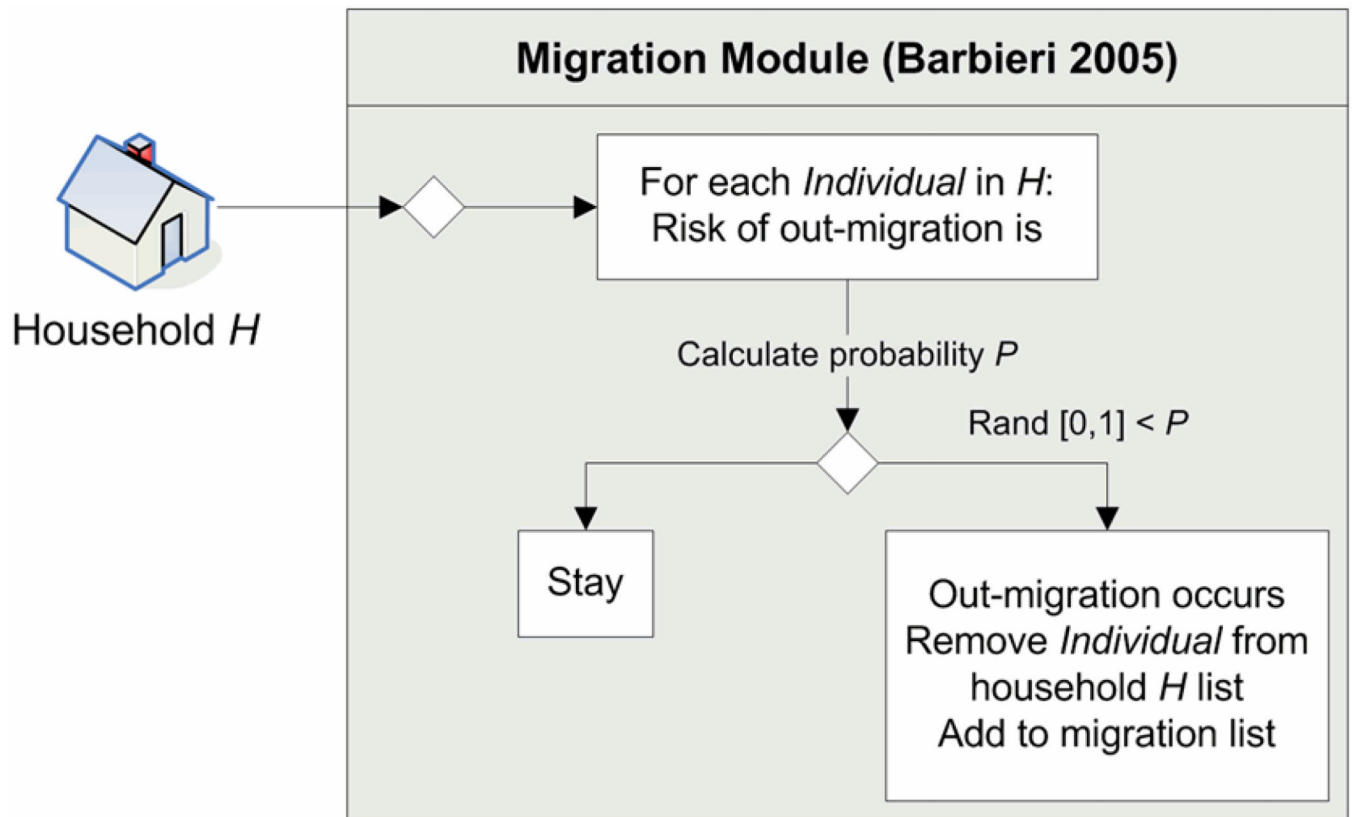 Migration Module (Barbieri 2005)
For each Individual in H:
Risk of out-migration is
Household H
Calculate probability P
Rand [0,1] < P
Stay
Out-migration occurs
Remove Individual from
household H list
Add to migration list